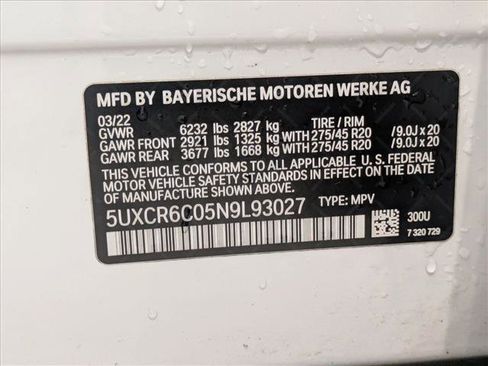 MFD BY BAYERISCHE MOTOREN WERKE AG
03/22 TIRE / RIM
GVWR 6232 lbs 2827 kg
GAWR FRONT 2921 lbs 1325 kg WITH 275/45 R20 /9.0J x 20
GAWR REAR 3677 lbs 1668 kg WITH 275/45 R20 /9.0J x 20
THIS VEHICLE CONFORMS TO ALL APPLICABLE FEDERAL
MOTOR VEHICLE SAFETY STANDARDS IN EFFECT ON THE
DATE OF MANUFACTURE SHOWN ABOVE.
5UXCR6C05N9L93027 TYPE: MPV
300U
7 320 729